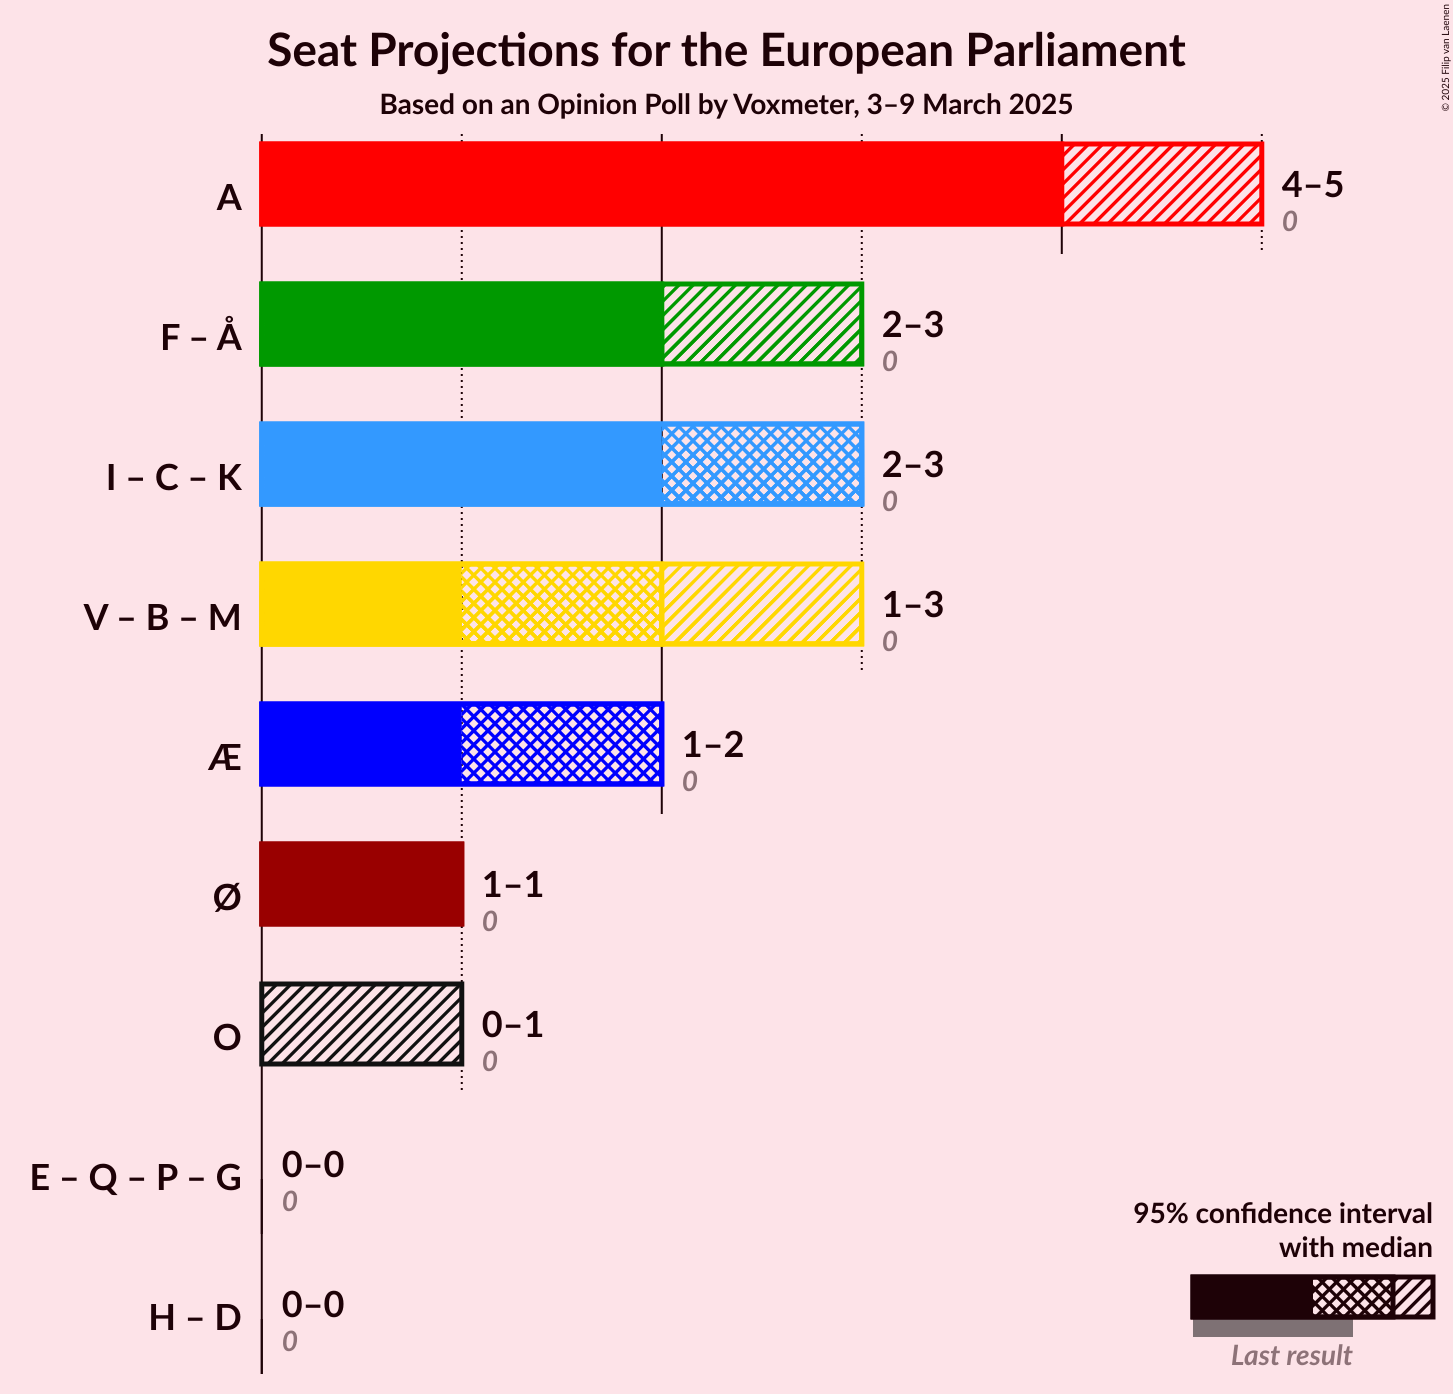 Seat Projections for the European Parliament
Based on an Opinion Poll by Voxmeter, 3–9 March 2025
© 2025 Filip van Laenen
A
4–5
0
F – Å
2–3
0
I – C – K
2–3
0
V – B – M
1–3
0
Æ
1–2
0
Ø
1–1
0
O
0–1
0
E – Q – P – G
0–0
0
H – D
0–0
0
95% confidence interval
with median
Last result